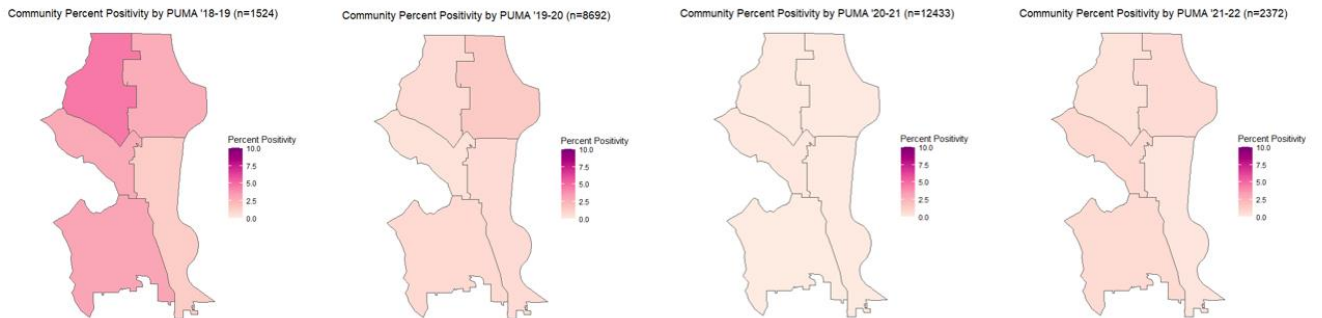 Community Percent Positivity by PUMA '18-19 (n=1524)
Percent Positivity
10.0
7.5
5.0
2.5
0.0
Community Percent Positivity by PUMA '19-20 (n=8692)
Percent Positivity
10.0
7.5
5.0
2.5
0.0
Community Percent Positivity by PUMA '20-21 (n=12433)
Percent Positivity
10.0
7.5
5.0
2.5
0.0
Community Percent Positivity by PUMA '21-22 (n=2372)
Percent Positivity
10.0
7.5
5.0
2.5
0.0